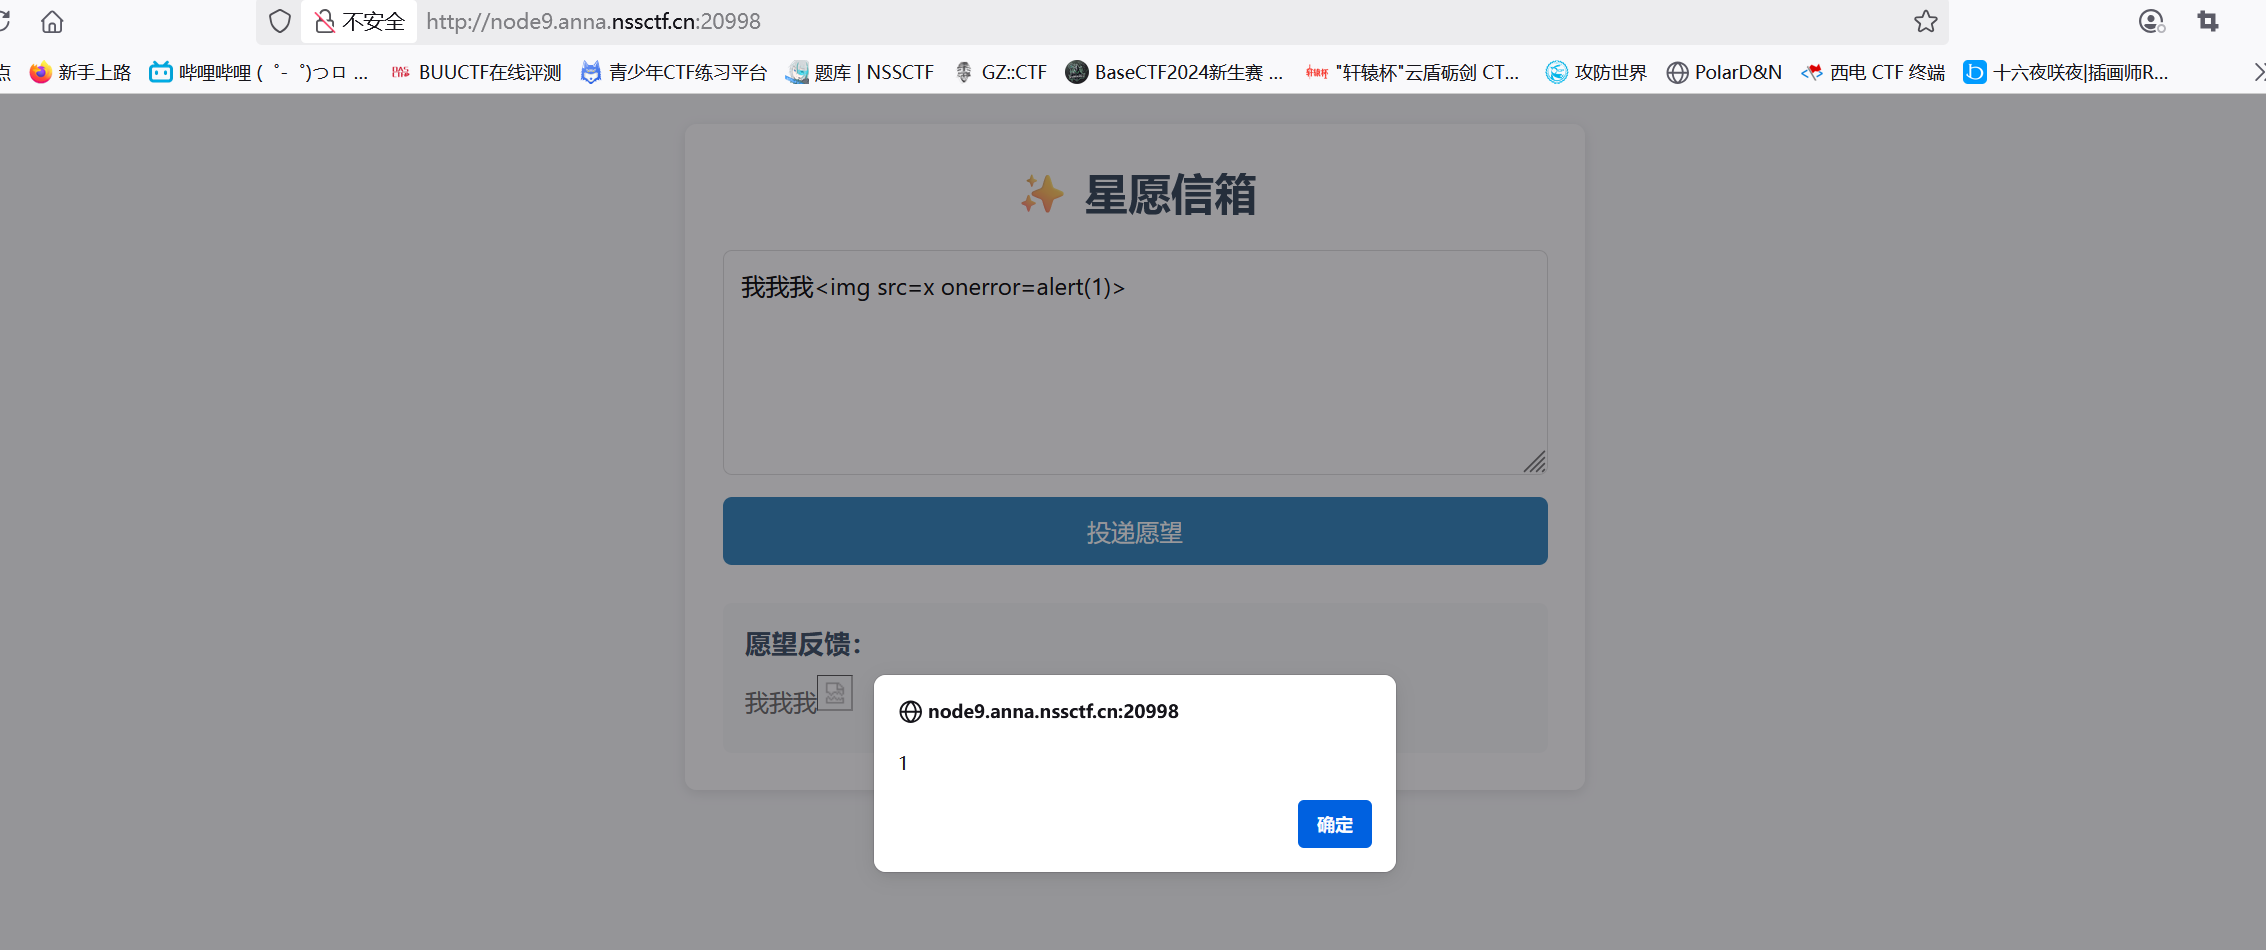 不安全 http://node9.anna.nssctf.cn:20998
点 新手上路 哔哩哔哩 (゜-゜)つロ ... BUUCTF在线评测 青少年CTF练习平台 题库 | NSSCTF GZ::CTF BaseCTF2024新生赛 ... "轩辕杯"云盾砺剑 CT... 攻防世界 PolarD&N 西电 CTF 终端 十六夜咲夜|插画师R...
✨ 星愿信箱
我我我<img src=x onerror=alert(1)>
投递愿望
愿望反馈：
我我我
node9.anna.nssctf.cn:20998
1
确定